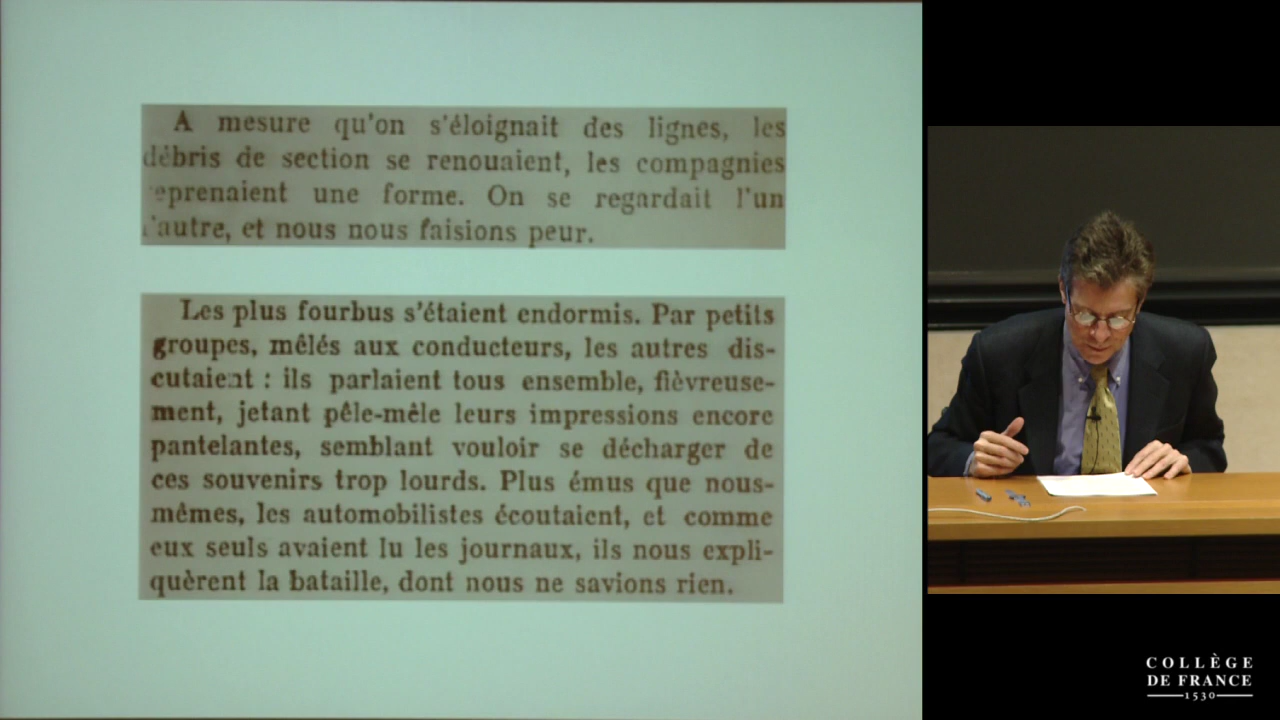 A mesure qu'on s'éloignait des lignes, les
débris de section se renouaient, les compagnies
eprenaient une forme. On se regardait l'un
l'autre, et nous nous faisions peur.
Les plus fourbus s'étaient endormis. Par petits
groupes, mêlés aux conducteurs, les autres dis-
cutaient : ils parlaient tous ensemble, fièvreuse-
ment, jetant pêle-mêle leurs impressions encore
pantelantes, semblant vouloir se décharger de
ces souvenirs trop lourds. Plus émus que nous-
mêmes, les automobilistes écoutaient, et comme
eux seuls avaient lu les journaux, ils nous expli-
quèrent la bataille, dont nous ne savions rien.
COLLÈGE
DE FRANCE
1530